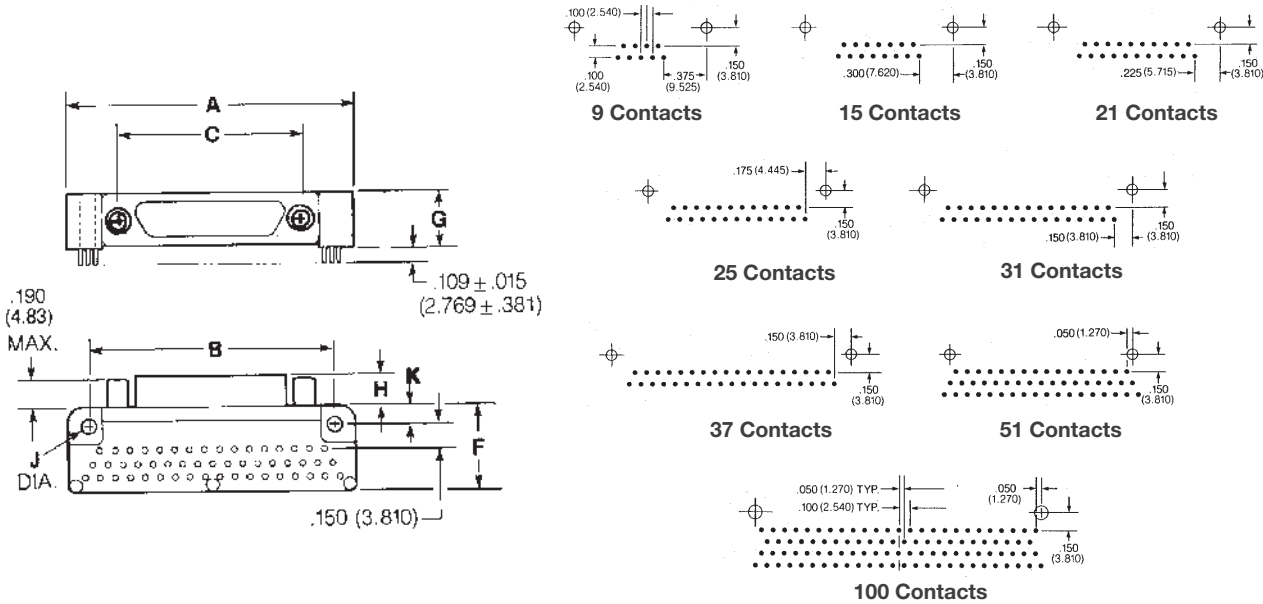 A
C
G
.109 ± .015
(2.769 ± .381)
.190
(4.83)
MAX.
B
H
K
F
J
DIA.
.150 (3.810)
.100 (2.540)
.150
(3.810)
.100
(2.540)
.375
(9.525)
9 Contacts
.300 (7.620)
.150
(3.810)
15 Contacts
.225 (5.715)
.150
(3.810)
21 Contacts
.175 (4.445)
.150
(3.810)
25 Contacts
.150 (3.810)
.150
(3.810)
31 Contacts
.150 (3.810)
.150
(3.810)
37 Contacts
.050 (1.270)
.150
(3.810)
51 Contacts
.050 (1.270) TYP.
.100 (2.540) TYP.
.050
(1.270)
.150
(3.810)
100 Contacts